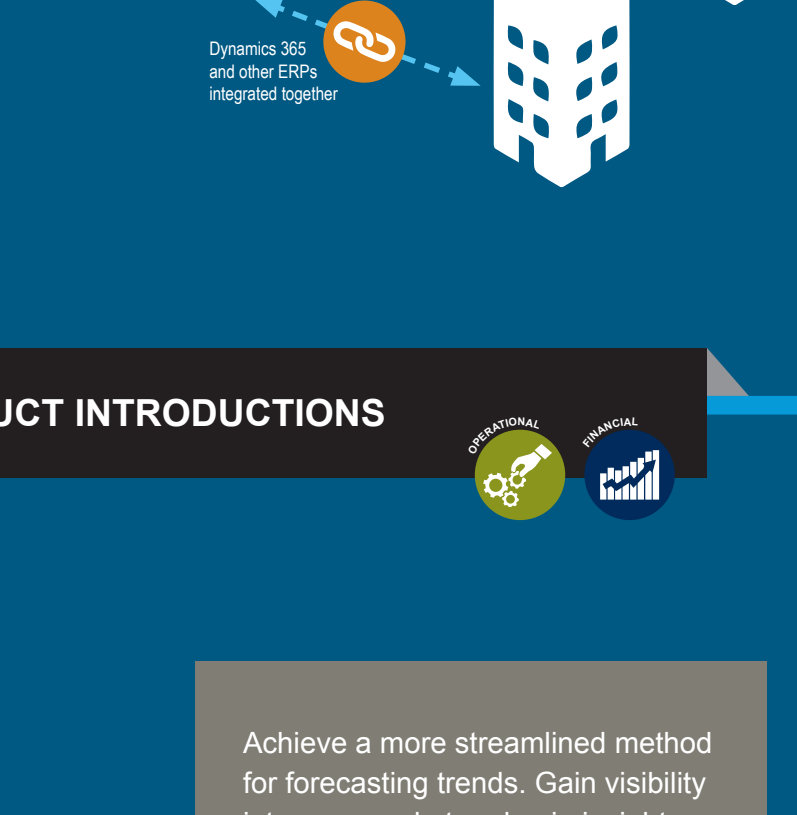 Dynamics 365
and other ERPs
integrated together
INTRODUCTIONS
OPERATIONAL
FINANCIAL
Achieve a more streamlined method
for forecasting trends. Gain visibility